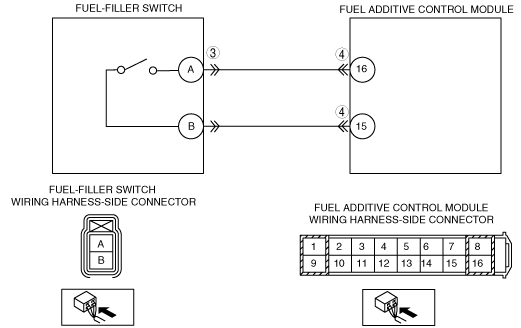 FUEL-FILLER SWITCH
FUEL ADDITIVE CONTROL MODULE
3
4
A
16
4
B
15
FUEL-FILLER SWITCH
WIRING HARNESS-SIDE CONNECTOR
FUEL ADDITIVE CONTROL MODULE
WIRING HARNESS-SIDE CONNECTOR
A
B
1 2 3 4 5 6 7 8
9 10 11 12 13 14 15 16